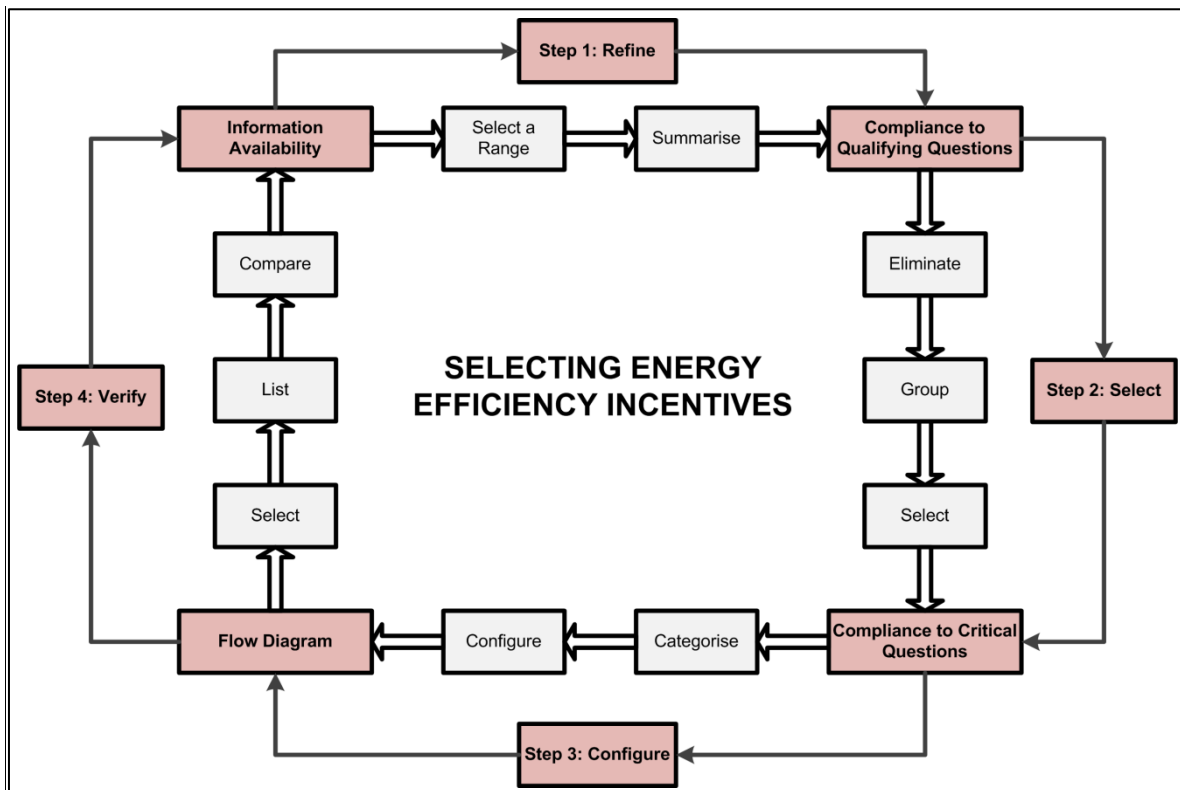 Step 1: Refine
Information
Availability
Select a
Range
Summarise
Compliance to
Qualifying Questions
Compare
Eliminate
Step 4: Verify
List
SELECTING ENERGY
EFFICIENCY INCENTIVES
Group
Step 2: Select
Select
Select
Flow Diagram
Configure
Categorise
Compliance to Critical
Questions
Step 3: Configure